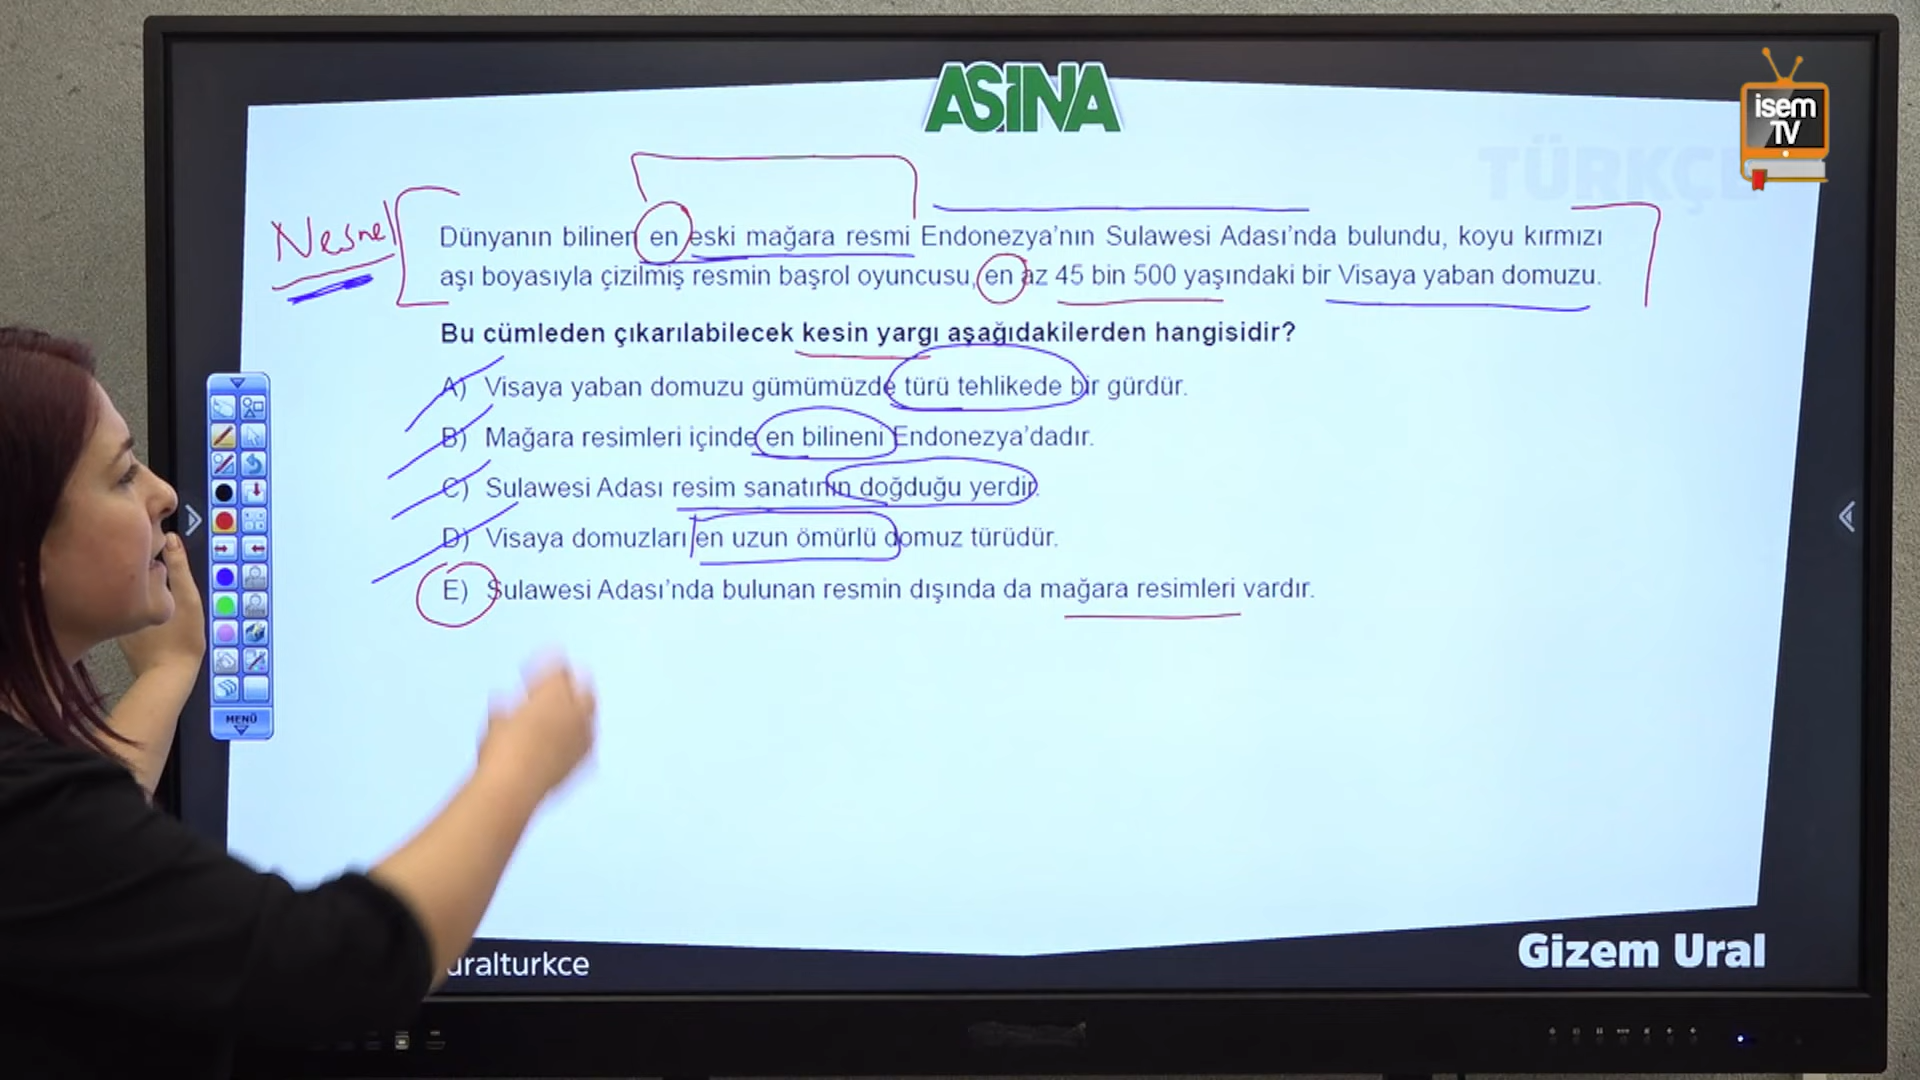 ASİNA
isem
TV
TÜRKÇE
Nesnel
Dünyanın bilinen en eski mağara resmi Endonezya'nın Sulawesi Adası'nda bulundu, koyu kırmızı
aşı boyasıyla çizilmiş resmin başrol oyuncusu, en az 45 bin 500 yaşındaki bir Visaya yaban domuzu.
Bu cümleden çıkarılabilecek kesin yargı aşağıdakilerden hangisidir?
A) Visaya yaban domuzu gümümüzde türü tehlikede bir gürdür.
B) Mağara resimleri içinde en bilineni Endonezya'dadır.
C) Sulawesi Adası resim sanatının doğduğu yerdir.
D) Visaya domuzları en uzun ömürlü domuz türüdür.
E) Sulawesi Adası'nda bulunan resmin dışında da mağara resimleri vardır.
MENÜ
uralturkce
Gizem Ural